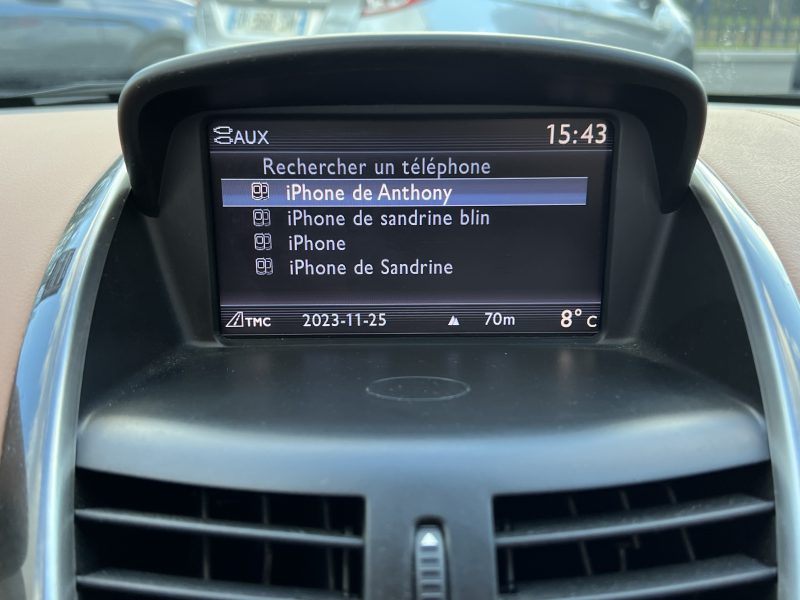 AUX 15:43
Rechercher un téléphone
iPhone de Anthony
iPhone de sandrine blin
iPhone
iPhone de Sandrine
TMC 2023-11-25 70m 8° C